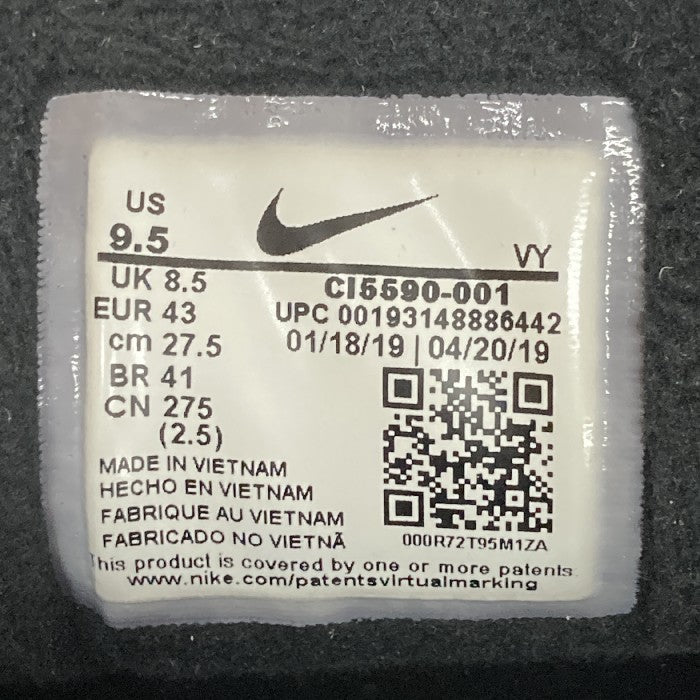 US
9.5
VY
UK 8.5
CI5590-001
EUR 43
UPC 00193148886442
cm 27.5
01/18/19 | 04/20/19
BR 41
CN 275
(2.5)
MADE IN VIETNAM
HECHO EN VIETNAM
FABRIQUE AU VIETNAM
FABRICADO NO VIETNÃ
000R72T95M1ZA
This product is covered by one or more patents.
www.nike.com/patentsvirtualmarking